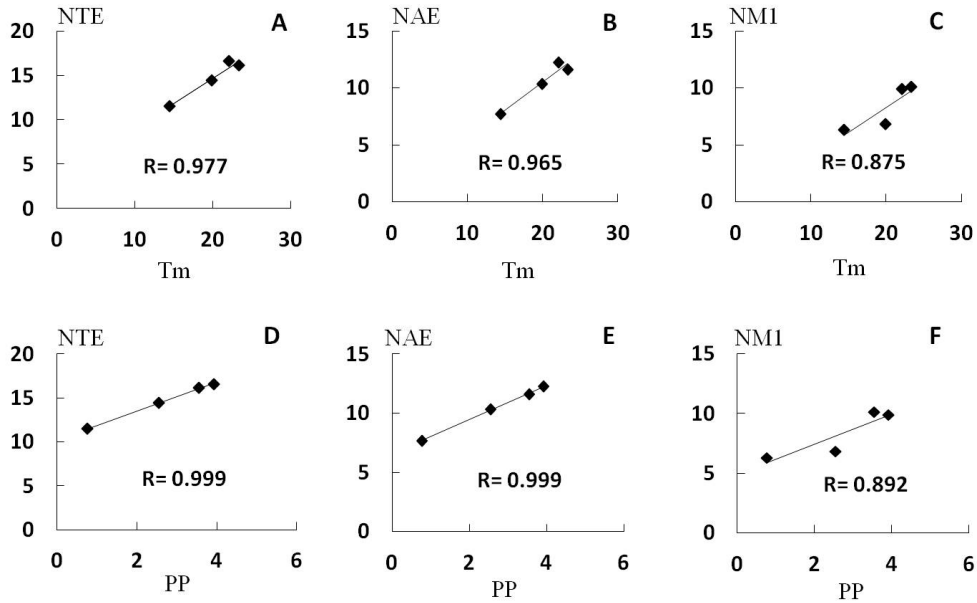 NTE A
20
15
10
5
0
R= 0.977
0 10 20 30
Tm
NAE B
15
10
5
0
R= 0.965
0 10 20 30
Tm
NM1 C
15
10
5
0
R= 0.875
0 10 20 30
Tm
NTE D
20
15
10
5
0
R= 0.999
0 2 4 6
PP
NAE E
15
10
5
0
R= 0.999
0 2 4 6
PP
NM1 F
15
10
5
0
R= 0.892
0 2 4 6
PP